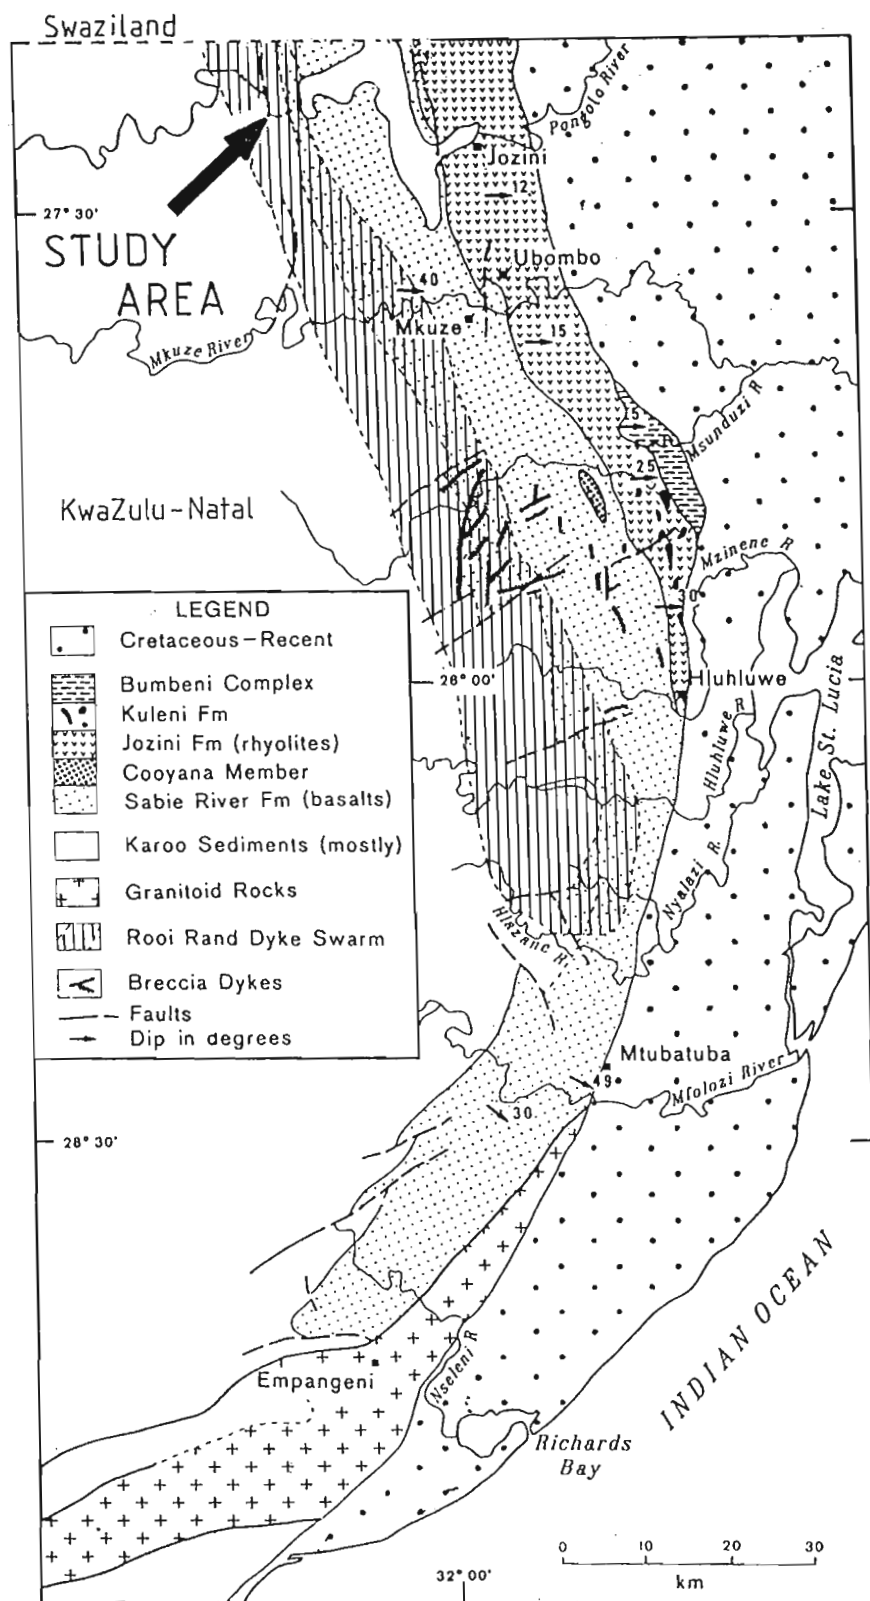 Swaziland
Pongola River
Jozini
12
27° 30'
STUDY
AREA
Ubombo
40
Mkuze
15
Mkuze River
15
Msunduzi R
25
KwaZulu-Natal
Mzinene R
30
LEGEND
Cretaceous-Recent
Bumbeni Complex
Kuleni Fm
Jozini Fm (rhyolites)
Cooyana Member
Sabie River Fm (basalts)
Karoo Sediments (mostly)
Granitoid Rocks
Rooi Rand Dyke Swarm
Breccia Dykes
Faults
Dip in degrees
28° 00'
Hluhluwe
Hluhluwe R
Lake St. Lucia
Nyalazi R.
Hlazane R.
Mtubatuba
49
Mfolozi River
30
28° 30'
INDIAN OCEAN
Empangeni
Nseleni R
Richards
Bay
0 10 20 30
km
32° 00'